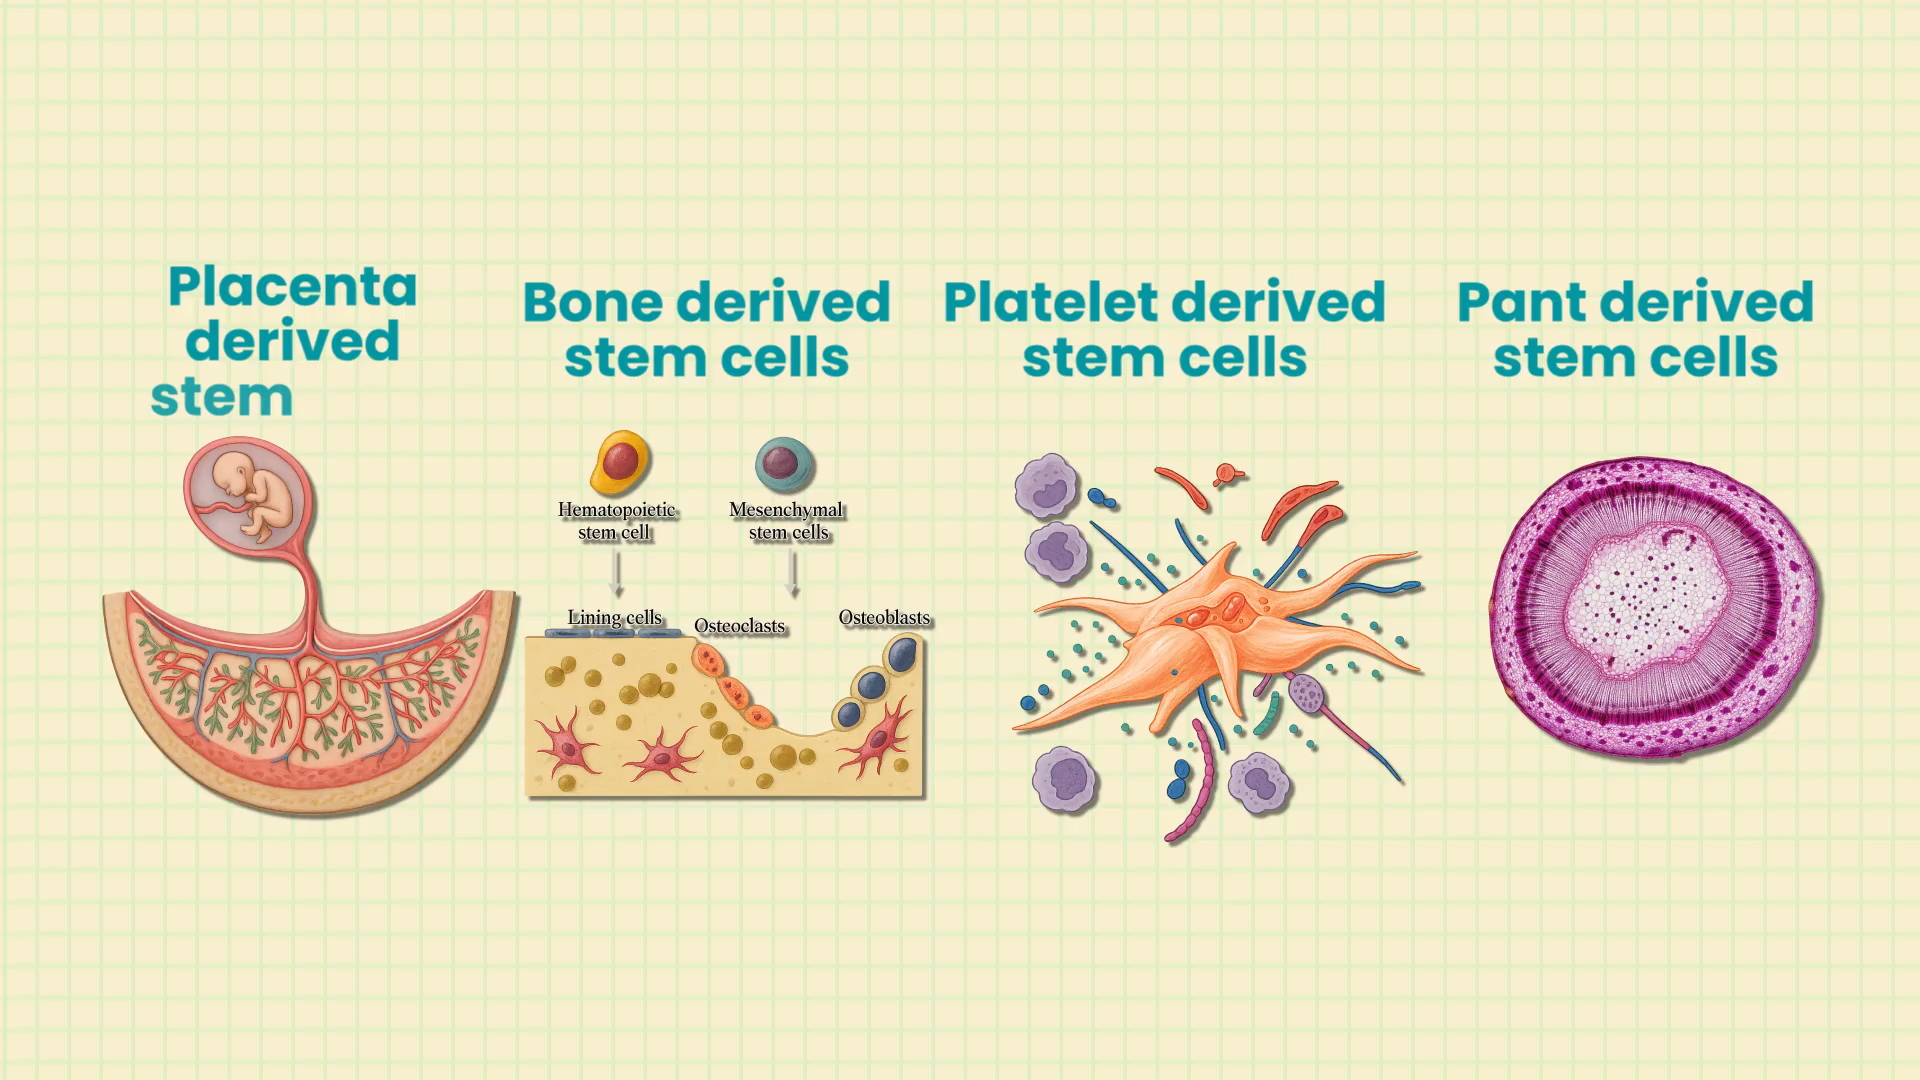 Placenta
derived
stem
Bone derived
stem cells
Platelet derived
stem cells
Pant derived
stem cells
Hematopoietic
stem cell
Mesenchymal
stem cells
Lining cells
Osteoclasts
Osteoblasts